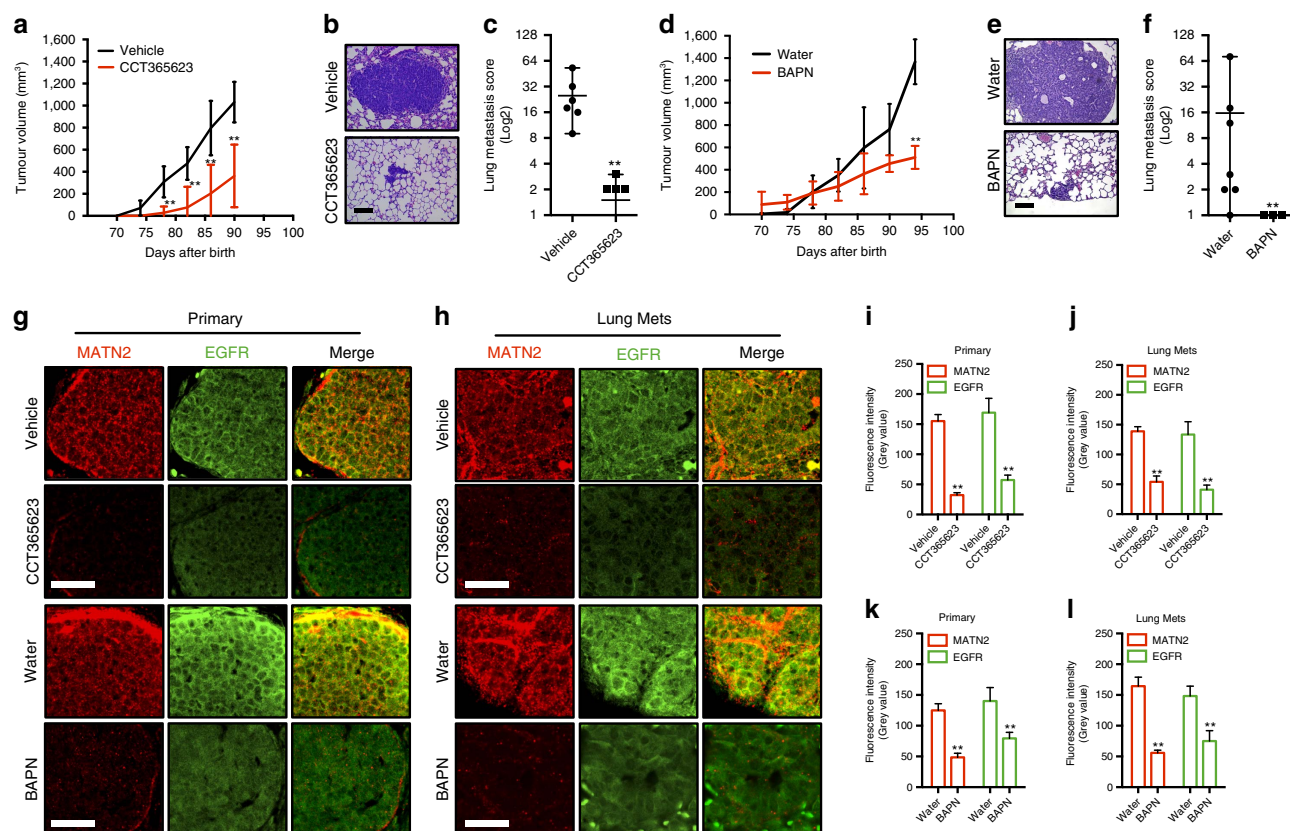 a
Tumour volume (mm³)
1,600
1,400
1,200
1,000
800
600
400
200
0
Vehicle
CCT365623
**
**
**
**
70 75 80 85 90 95 100
Days after birth
b
Vehicle
CCT365623
c
Lung metastasis score
(Log2)
128
64
32
16
8
4
2
1
**
Vehicle
CCT365623
d
Tumour volume (mm³)
1,600
1,400
1,200
1,000
800
600
400
200
0
Water
BAPN
**
70 75 80 85 90 95 100
Days after birth
e
Water
BAPN
f
Lung metastasis score
(Log2)
128
64
32
16
8
4
2
1
**
Water
BAPN
g
Primary
MATN2 EGFR Merge
Vehicle
CCT365623
Water
BAPN
h
Lung Mets
MATN2 EGFR Merge
Vehicle
CCT365623
Water
BAPN
i
Primary
MATN2
EGFR
Fluorescence intensity
(Grey value)
250
200
150
100
50
0
**
**
Vehicle
CCT365623
Vehicle
CCT365623
j
Lung Mets
MATN2
EGFR
Fluorescence intensity
(Grey value)
250
200
150
100
50
0
**
**
Vehicle
CCT365623
Vehicle
CCT365623
k
Primary
MATN2
EGFR
Fluorescence intensity
(Grey value)
250
200
150
100
50
0
**
**
Water
BAPN
Water
BAPN
l
Lung Mets
MATN2
EGFR
Fluorescence intensity
(Grey value)
250
200
150
100
50
0
**
**
Water
BAPN
Water
BAPN